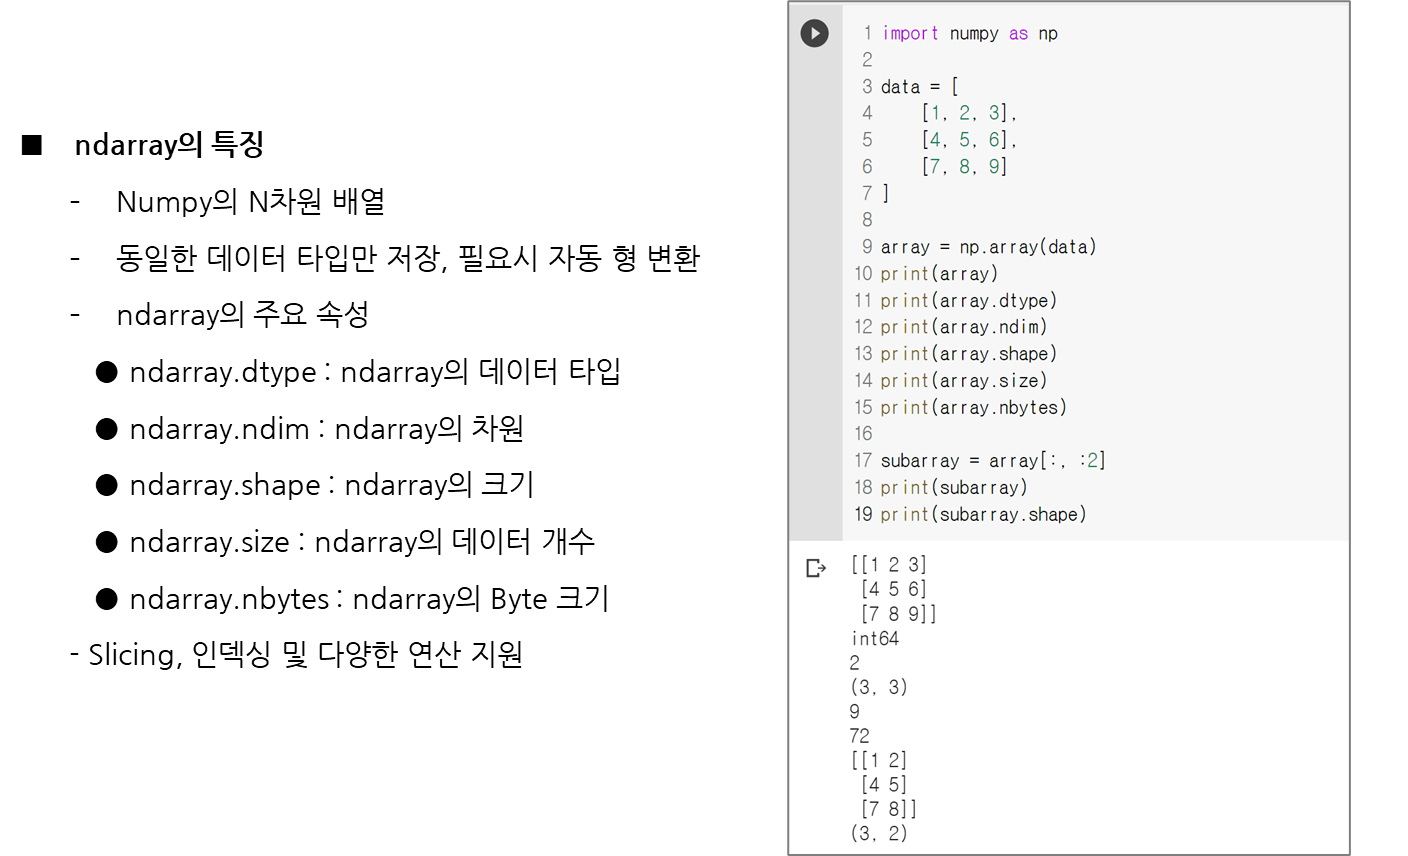 ■ ndarray의 특징
- Numpy의 N차원 배열
- 동일한 데이터 타입만 저장, 필요시 자동 형 변환
- ndarray의 주요 속성
● ndarray.dtype : ndarray의 데이터 타입
● ndarray.ndim : ndarray의 차원
● ndarray.shape : ndarray의 크기
● ndarray.size : ndarray의 데이터 개수
● ndarray.nbytes : ndarray의 Byte 크기
- Slicing, 인덱싱 및 다양한 연산 지원
1 import numpy as np
2
3 data = [
4     [1, 2, 3],
5     [4, 5, 6],
6     [7, 8, 9]
7 ]
8
9 array = np.array(data)
10 print(array)
11 print(array.dtype)
12 print(array.ndim)
13 print(array.shape)
14 print(array.size)
15 print(array.nbytes)
16
17 subarray = array[:, :2]
18 print(subarray)
19 print(subarray.shape)
[[1 2 3]
 [4 5 6]
 [7 8 9]]
int64
2
(3, 3)
9
72
[[1 2]
 [4 5]
 [7 8]]
(3, 2)